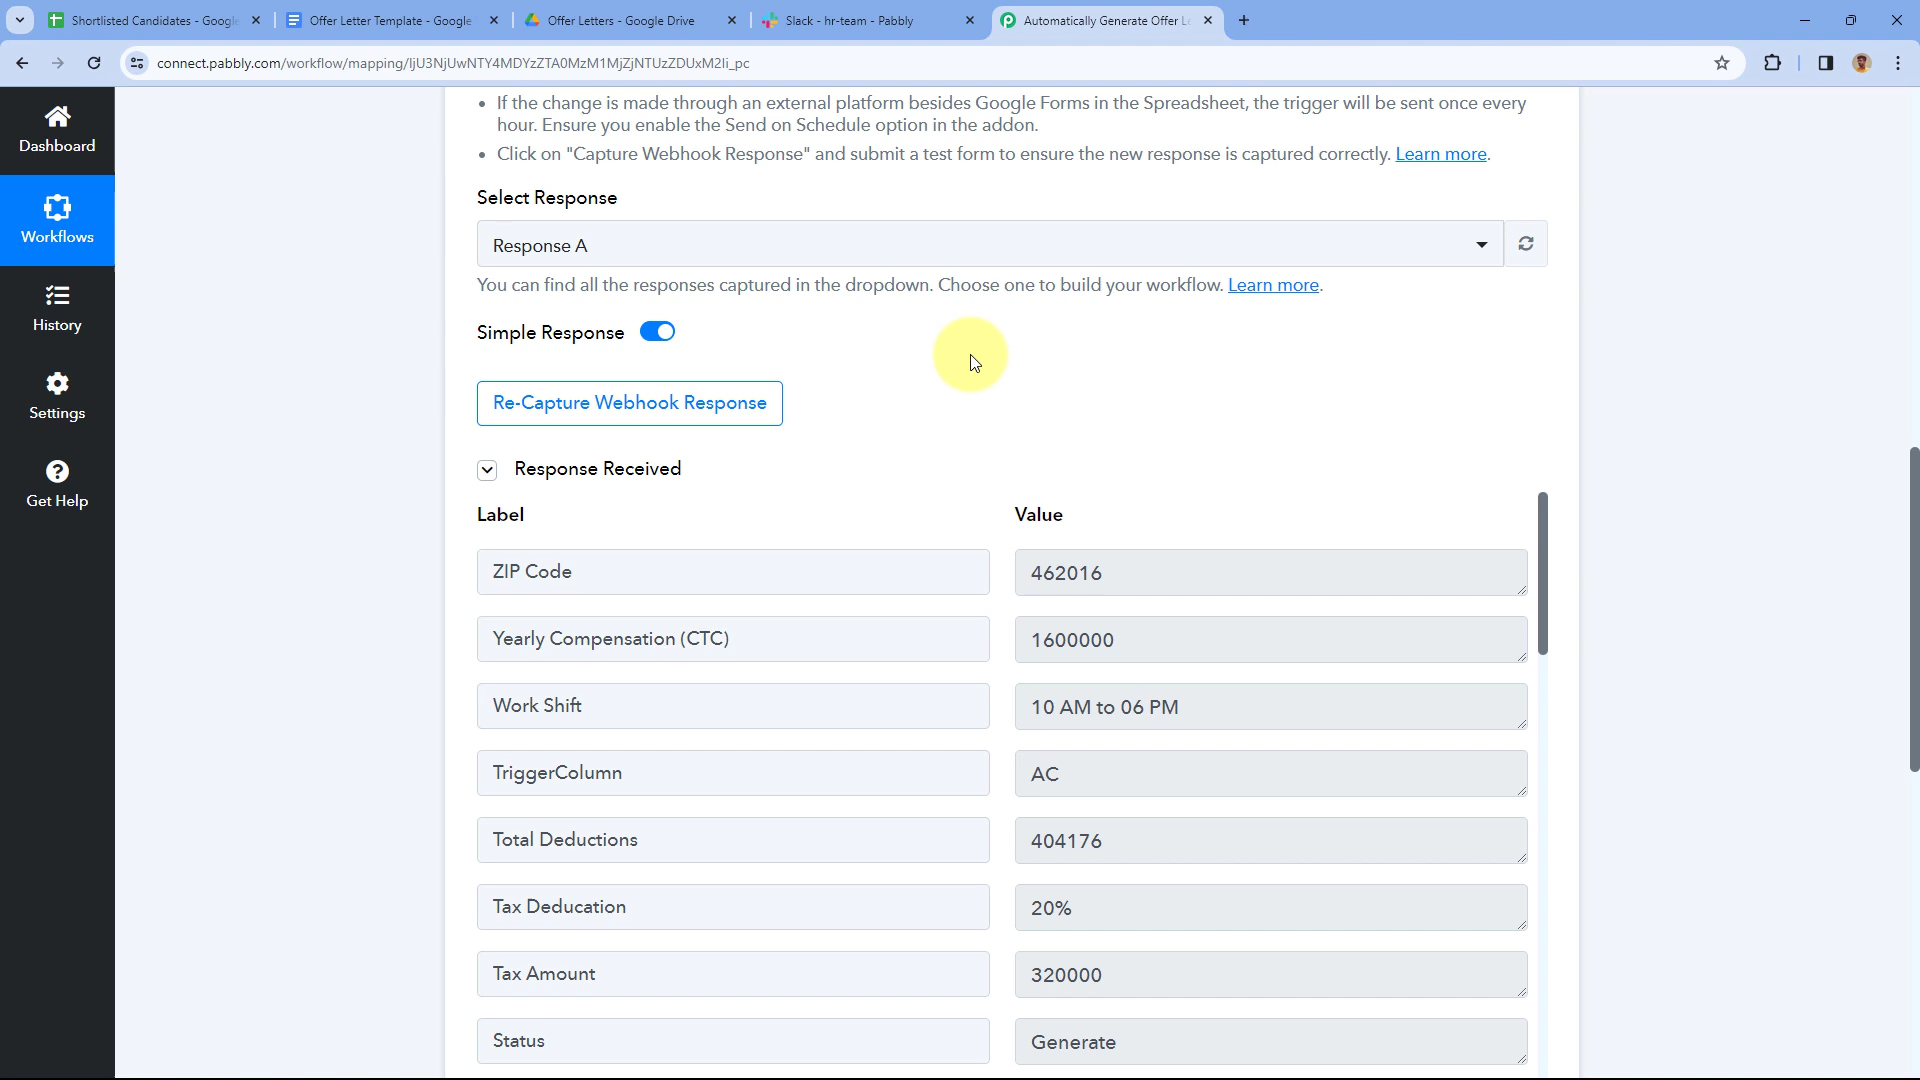 Shortlisted Candidates - Google
Offer Letter Template - Google
Offer Letters - Google Drive
Slack - hr-team - Pabbly
Automatically Generate Offer Le
connect.pabbly.com/workflow/mapping/IjU3NjUwNTY4MDYzZTA0MzM1MjZjNTUzZDUxM2Ii_pc
Dashboard
Workflows
History
Settings
Get Help
If the change is made through an external platform besides Google Forms in the Spreadsheet, the trigger will be sent once every
hour. Ensure you enable the Send on Schedule option in the addon.
Click on "Capture Webhook Response" and submit a test form to ensure the new response is captured correctly. Learn more.
Select Response
Response A
You can find all the responses captured in the dropdown. Choose one to build your workflow. Learn more.
Simple Response
Re-Capture Webhook Response
Response Received
Label Value
ZIP Code 462016
Yearly Compensation (CTC) 1600000
Work Shift 10 AM to 06 PM
TriggerColumn AC
Total Deductions 404176
Tax Deducation 20%
Tax Amount 320000
Status Generate